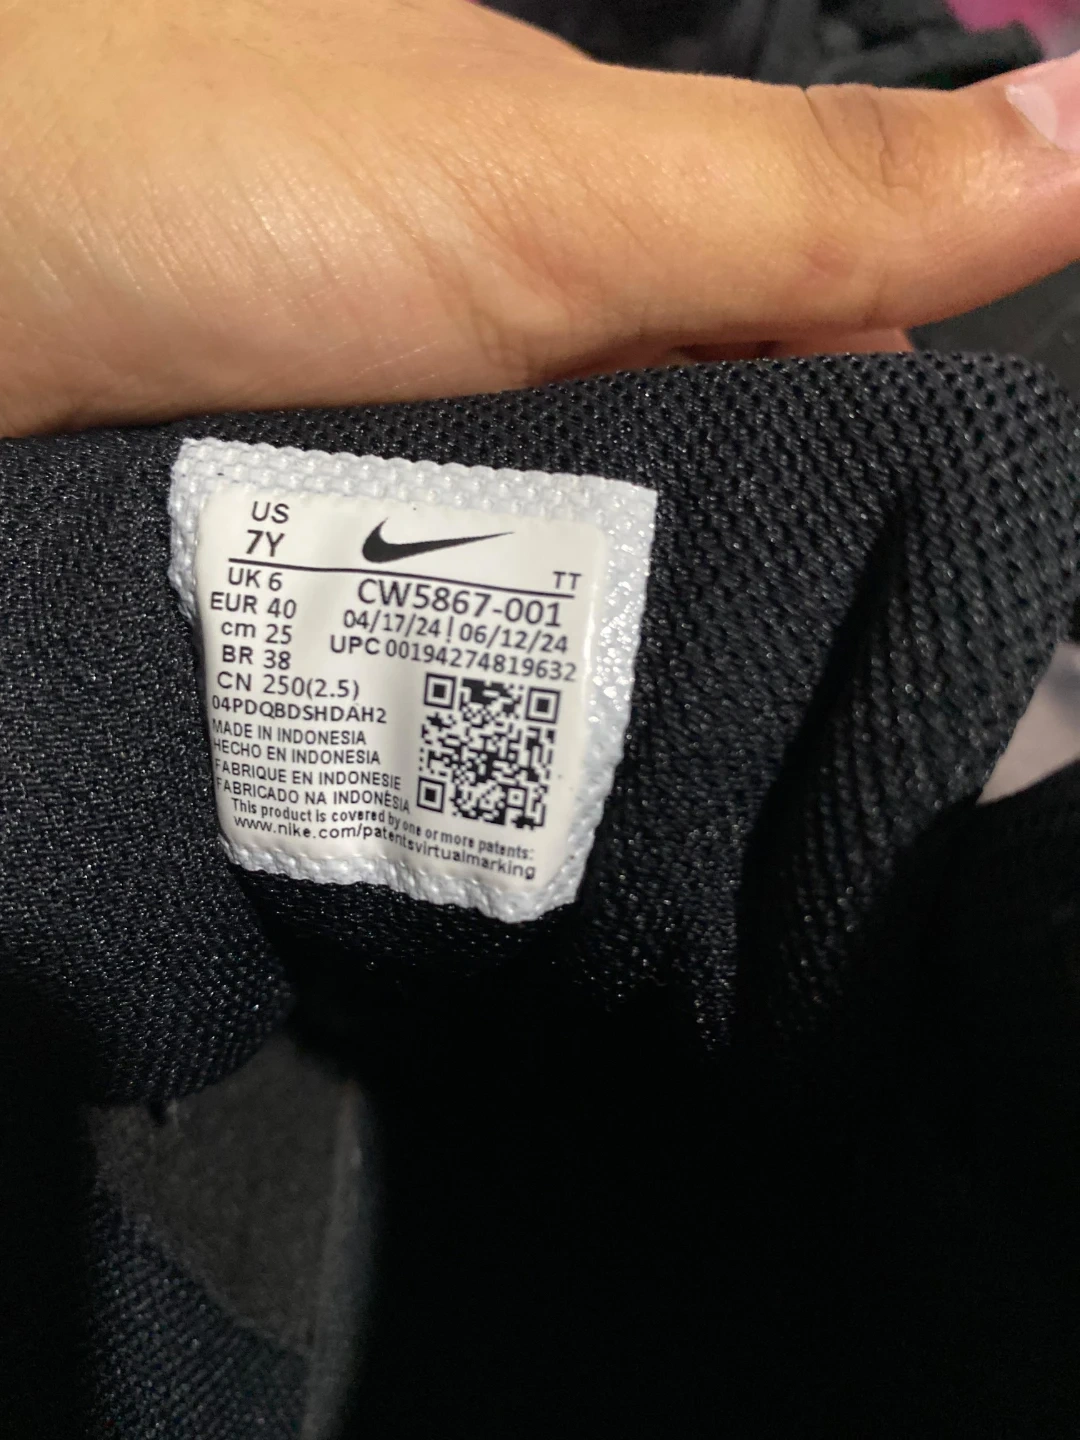 US
7Y
TT
UK 6
EUR 40
cm 25
BR 38
CN 250(2.5)
CW5867-001
04/17/24 | 06/12/24
UPC 00194274819632
04PDQBDSHDAH2
MADE IN INDONESIA
HECHO EN INDONESIA
FABRIQUE EN INDONESIE
FABRICADO NA INDONÉSIA
This product is covered by one or more patents:
www.nike.com/patentsvirtualmarking